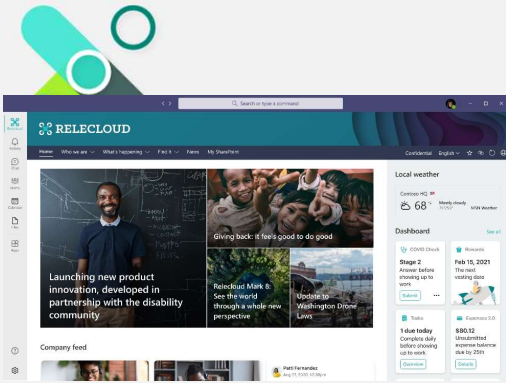 Search or type a command
RELECLOUD
Home Who we are What's happening Find it News My SharePoint
Confidential English
Local weather
Contoso HQ
68°
Mostly cloudy
MSN Weather
Launching new product
innovation, developed in
partnership with the disability
community
Giving back: it feels good to do good
Relecloud Mark 8:
See the world
through a whole new
perspective
Update to
Washington Drone
Laws
Dashboard
See all
COVID Check
Stage 2
Answer before
showing up to
work
Submit
Rewards
Feb 15, 2021
The next
vesting date
Tasks
1 due today
Complete daily
before showing
up to work
Overview
Expenses 2.0
$80.12
Unsubmitted
expense balance
due by 25th
Details
Company feed
Patti Fernandez
Chat
Calendar
Files
Apps